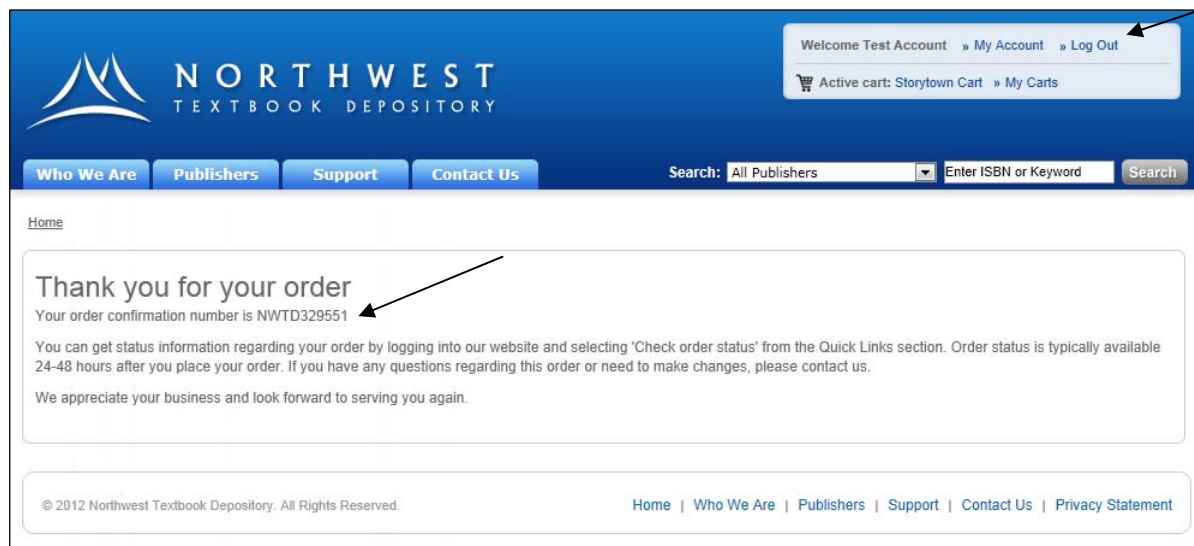 Welcome Test Account » My Account » Log Out
NORTHWEST
TEXTBOOK DEPOSITORY
Active cart: Storytown Cart » My Carts
Who We Are Publishers Support Contact Us Search: All Publishers Enter ISBN or Keyword Search
Home
Thank you for your order
Your order confirmation number is NWTD329551
You can get status information regarding your order by logging into our website and selecting 'Check order status' from the Quick Links section. Order status is typically available
24-48 hours after you place your order. If you have any questions regarding this order or need to make changes, please contact us.
We appreciate your business and look forward to serving you again.
© 2012 Northwest Textbook Depository. All Rights Reserved. Home | Who We Are | Publishers | Support | Contact Us | Privacy Statement